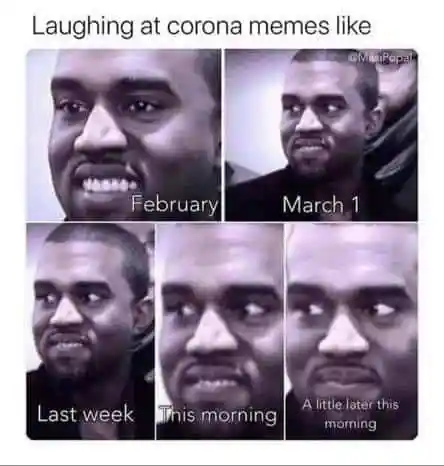 Laughing at corona memes like
February
March 1
Last week
This morning
A little later this
morning